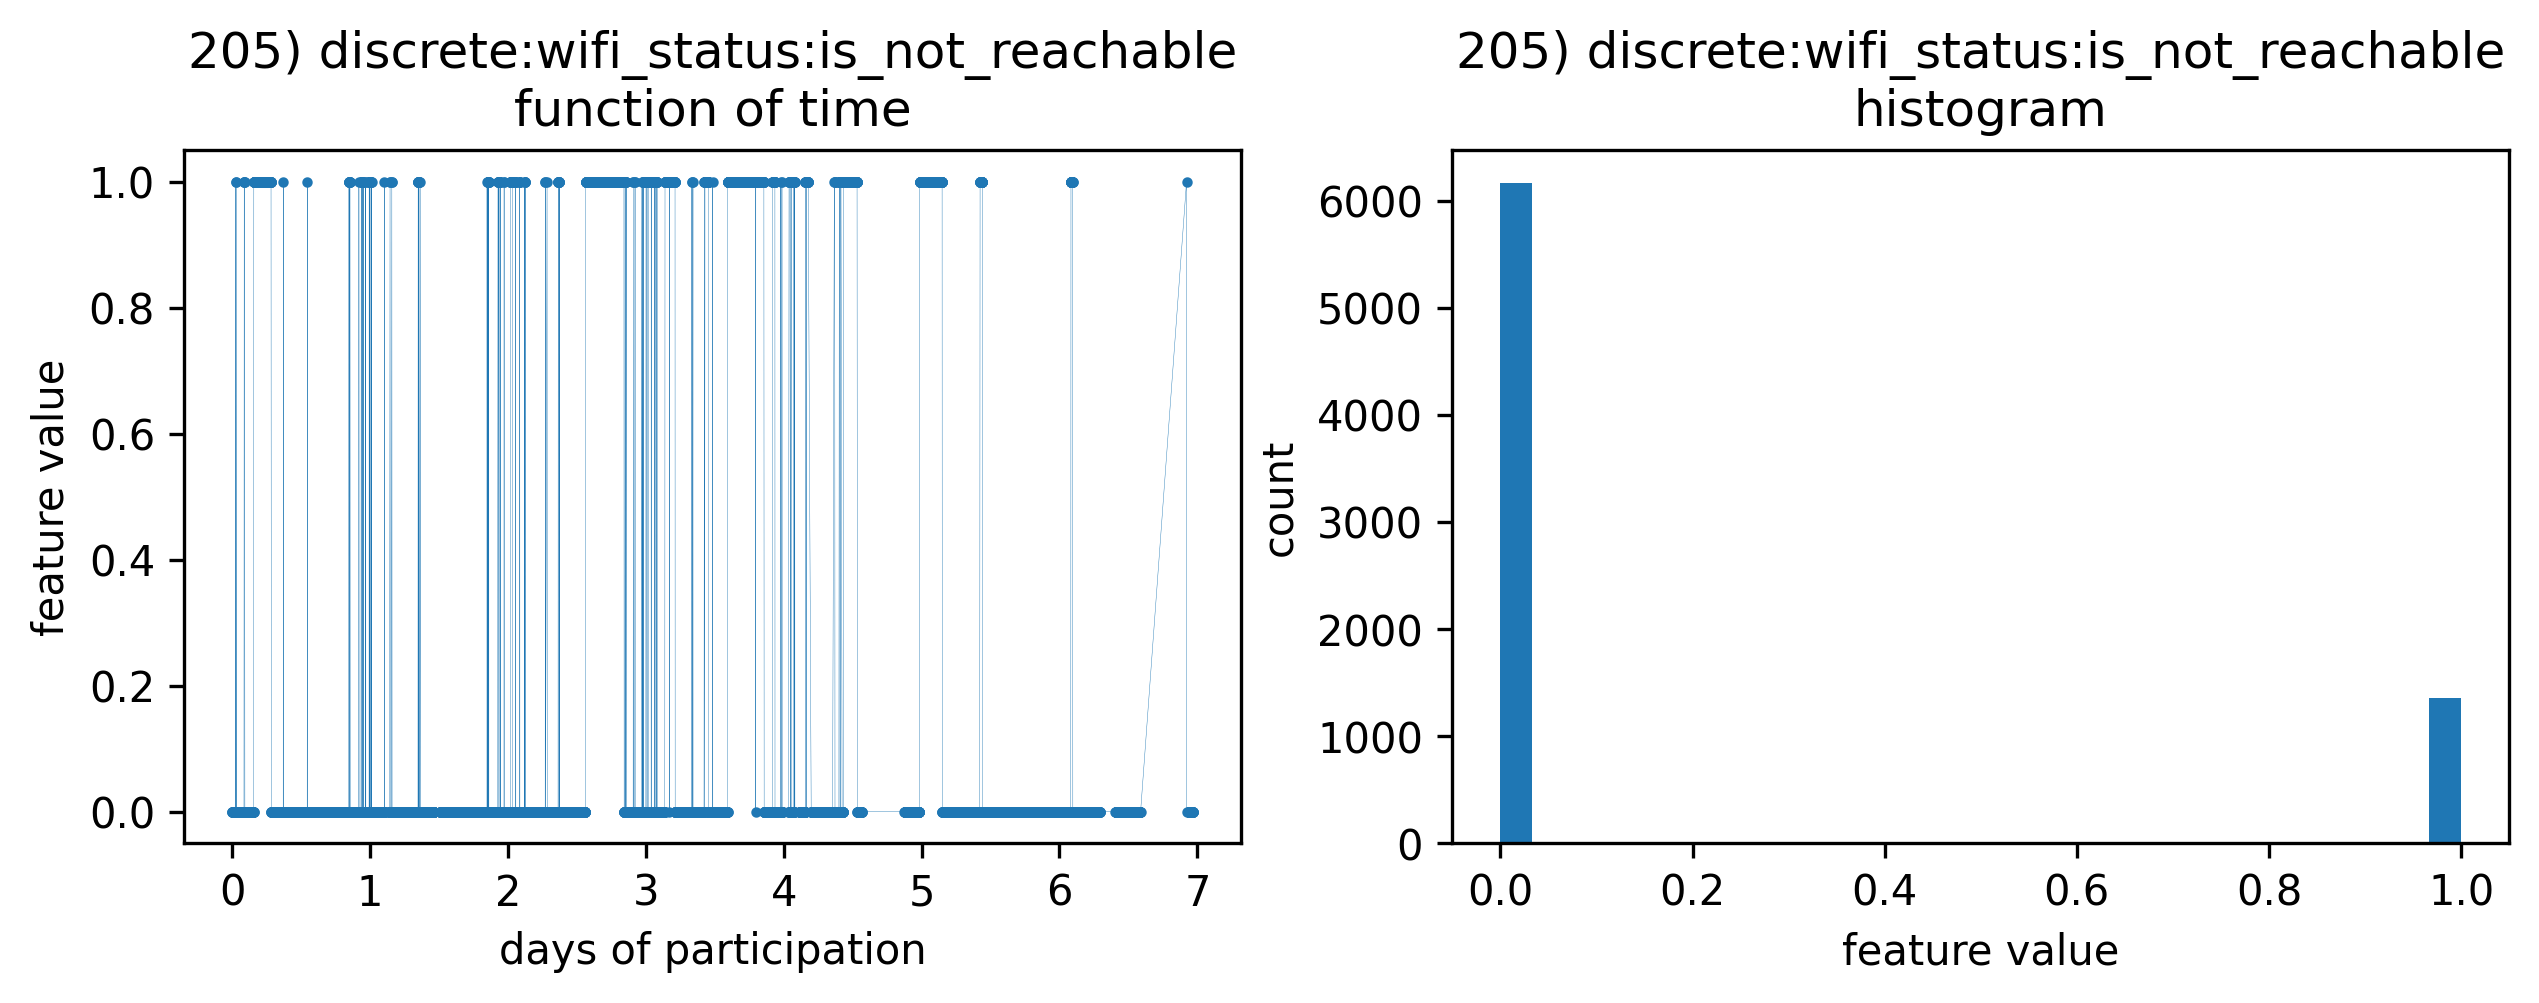 205) discrete:wifi_status:is_not_reachable
function of time
1.0
0.8
0.6
0.4
0.2
0.0
feature value
0 1 2 3 4 5 6 7
days of participation
205) discrete:wifi_status:is_not_reachable
histogram
6000
5000
4000
3000
2000
1000
0
count
0.0 0.2 0.4 0.6 0.8 1.0
feature value